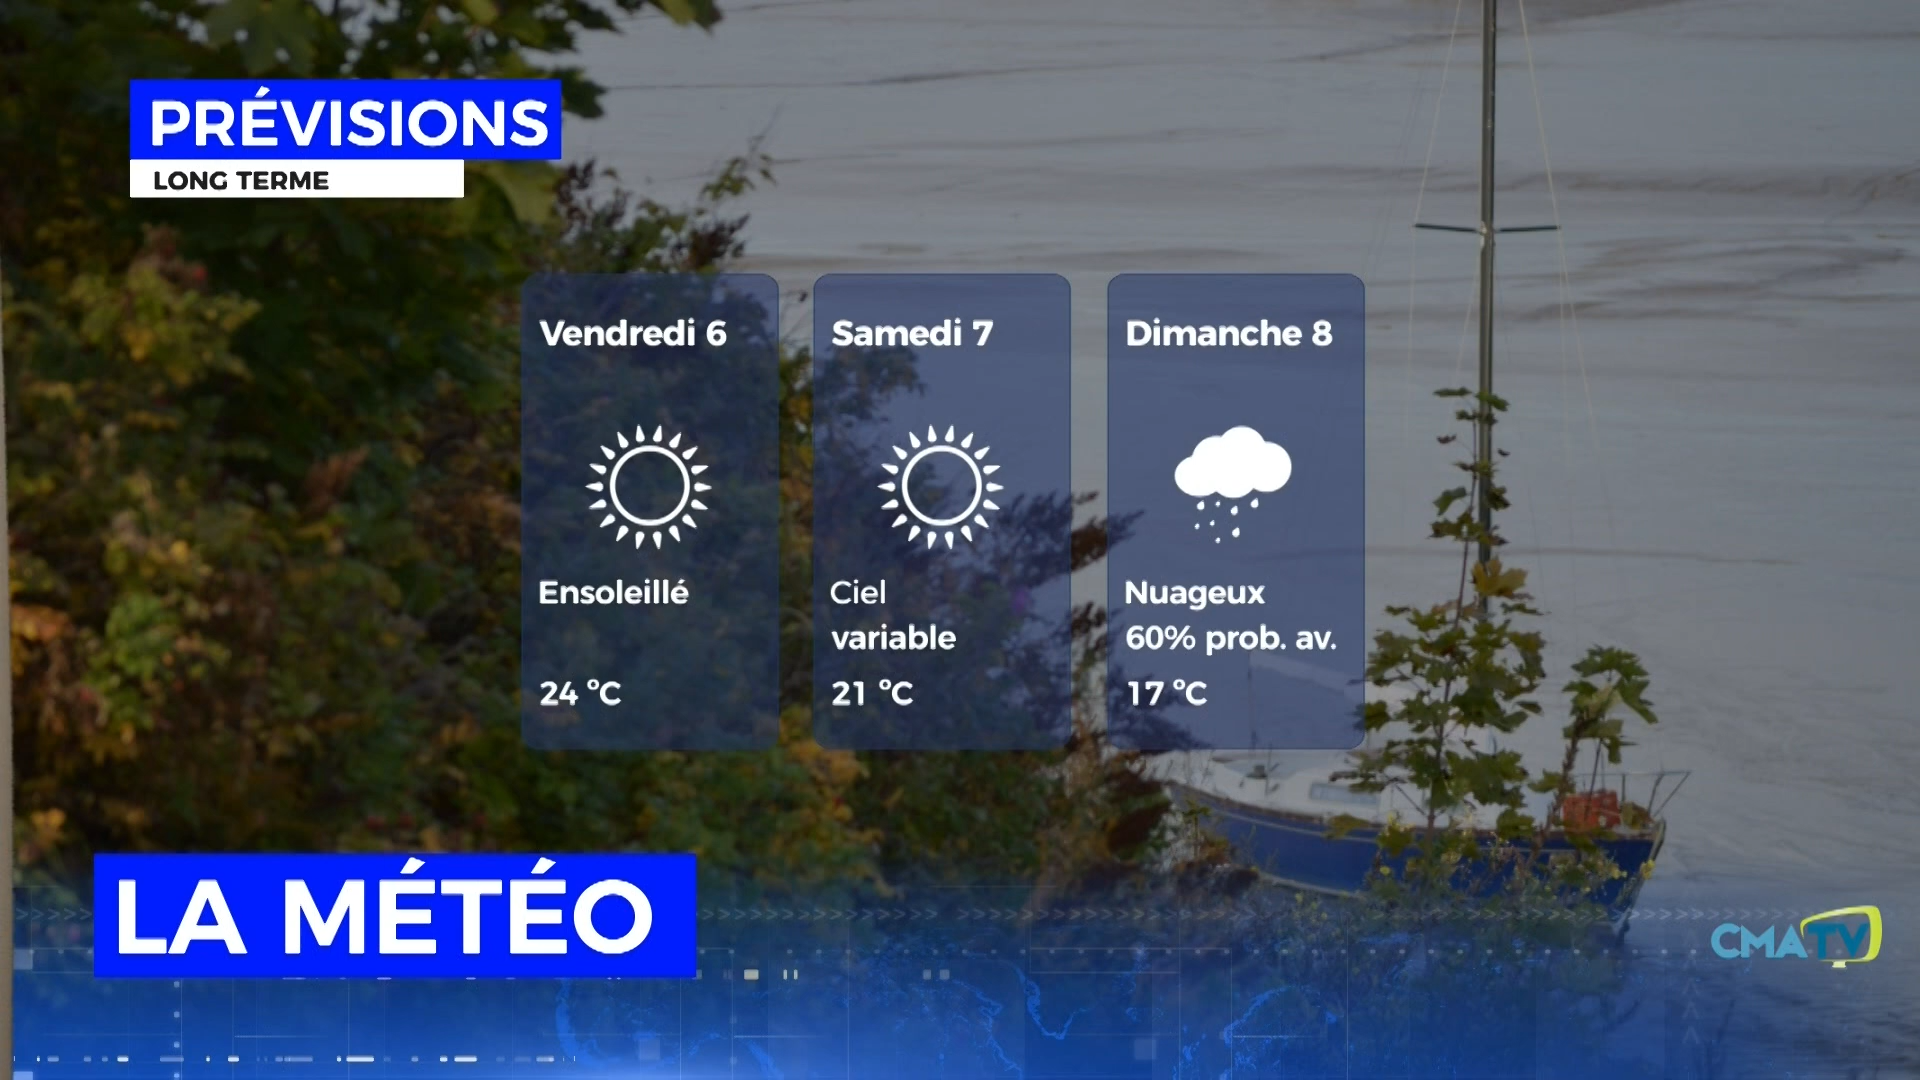 PRÉVISIONS
LONG TERME
Vendredi 6
Ensoleillé
24 °C
Samedi 7
Ciel
variable
21 °C
Dimanche 8
Nuageux
60% prob. av.
17 °C
LA MÉTÉO
CMATV